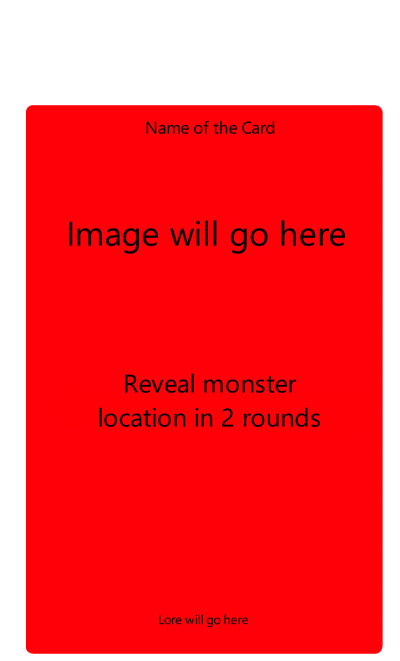 Name of the Card
Image will go here
Reveal monster
location in 2 rounds
Lore will go here